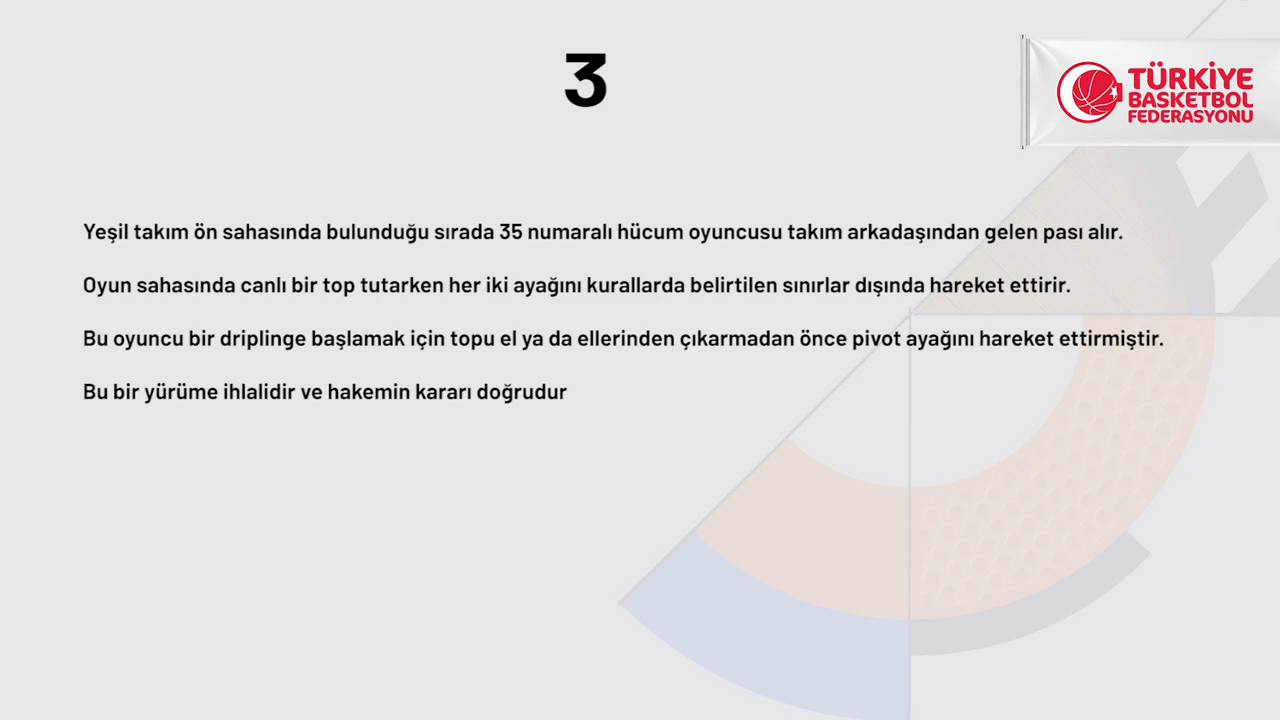 3
TÜRKİYE
BASKETBOL
FEDERASYONU
Yeşil takım ön sahasında bulunduğu sırada 35 numaralı hücum oyuncusu takım arkadaşından gelen pası alır.
Oyun sahasında canlı bir top tutarken her iki ayağını kurallarda belirtilen sınırlar dışında hareket ettirir.
Bu oyuncu bir driplinge başlamak için topu el ya da ellerinden çıkarmadan önce pivot ayağını hareket ettirmiştir.
Bu bir yürüme ihlalidir ve hakemin kararı doğrudur